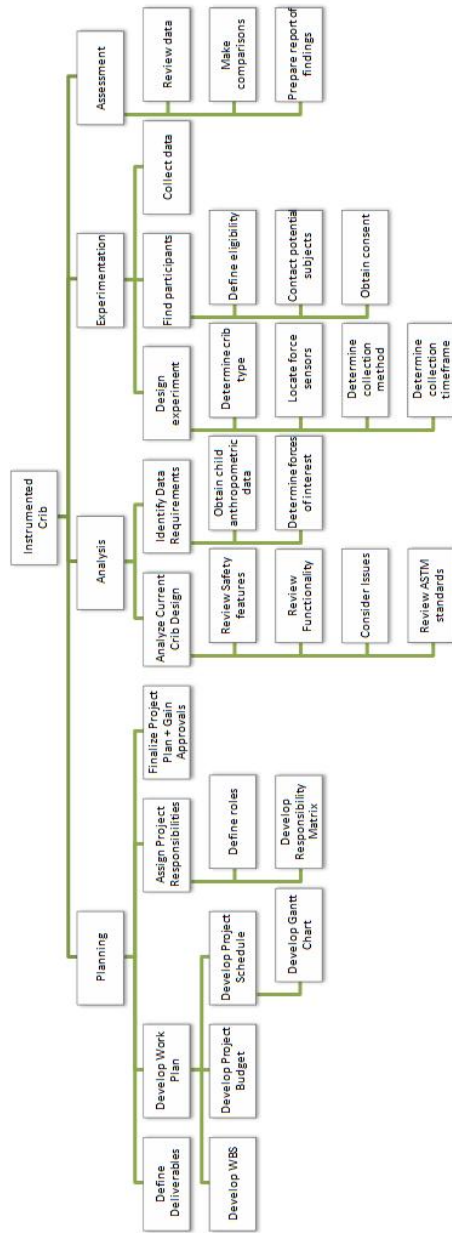 Instrumented
Crib
Planning
Analysis
Experimentation
Assessment
Define
Deliverables
Develop Work
Plan
Assign Project
Responsibilities
Finalize Project
Plan + Gain
Approvals
Analyze Current
Crib Design
Identify Data
Requirements
Design
experiment
Find participants
Collect data
Review data
Make
comparisons
Prepare report of
findings
Develop WBS
Develop Project
Budget
Develop Project
Schedule
Develop Gantt
Chart
Define roles
Develop
Responsibility
Matrix
Review Safety
features
Review
Functionality
Consider Issues
Review ASTM
standards
Obtain child
anthropometric
data
Determine forces
of interest
Determine crib
type
Locate force
sensors
Determine
collection
method
Determine
collection
timeframe
Define eligibility
Contact potential
subjects
Obtain consent